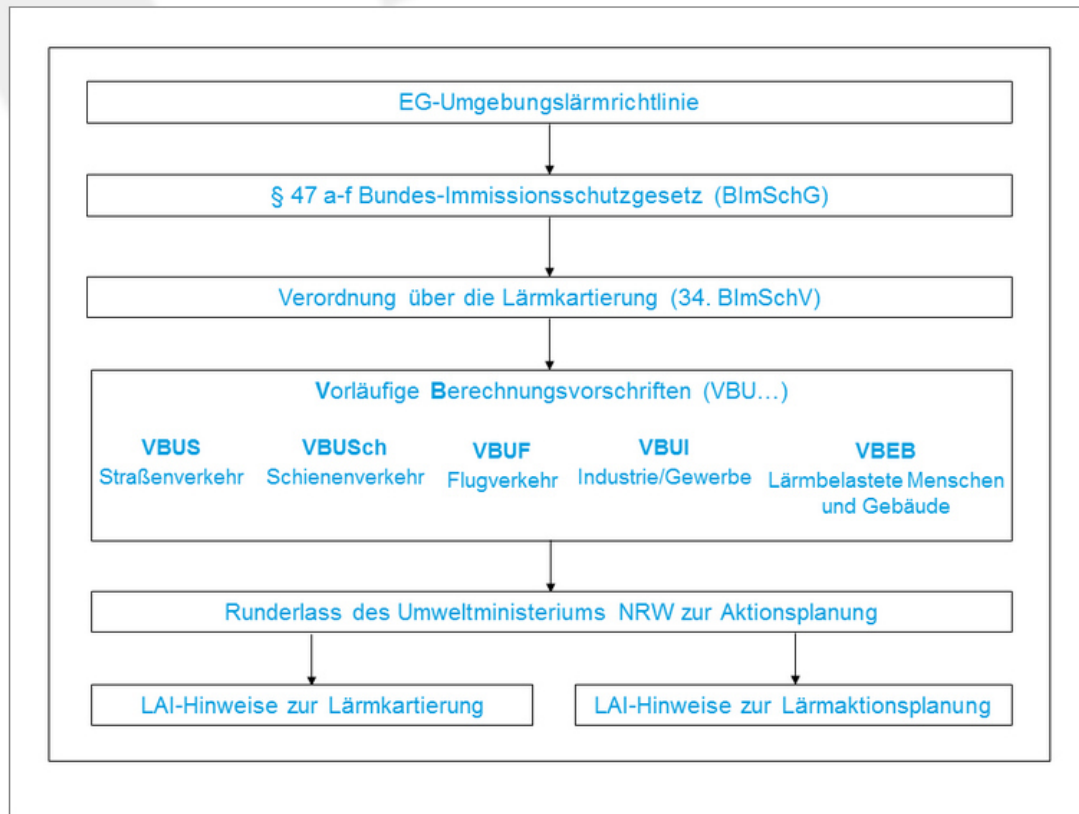 EG-Umgebungslärmrichtlinie
§ 47 a-f Bundes-Immissionsschutzgesetz (BImSchG)
Verordnung über die Lärmkartierung (34. BImSchV)
Vorläufige Berechnungsvorschriften (VBU…)
VBUS
Straßenverkehr
VBUSch
Schienenverkehr
VBUF
Flugverkehr
VBUI
Industrie/Gewerbe
VBEB
Lärmbelastete Menschen
und Gebäude
Runderlass des Umweltministeriums NRW zur Aktionsplanung
LAI-Hinweise zur Lärmkartierung
LAI-Hinweise zur Lärmaktionsplanung